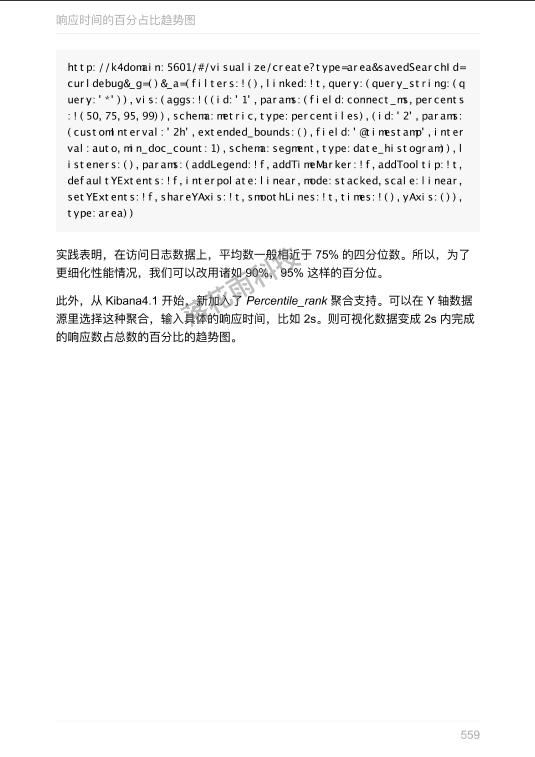 响应时间的百分占比趋势图
http://k4domain:5601/#/visualize/create?type=area&savedSearchId=
curldebug&_g=()&_a=(filters:!(),linked:!t,query:(query_string:(q
uery:'*')),vis:(aggs:!((id:'1',params:(field:connect_ms,percents
:!(50,75,95,99)),schema:metric,type:percentiles),(id:'2',params:
(customInterval:'2h',extended_bounds:(),field:'@timestamp',inter
val:auto,min_doc_count:1),schema:segment,type:date_histogram)),l
isteners:(),params:(addLegend:!f,addTimeMarker:!f,addTooltip:!t,
defaultYExtents:!f,interpolate:linear,mode:stacked,scale:linear,
setYExtents:!f,shareYAxis:!t,smoothLines:!t,times:!(),yAxis:()),
type:area))
实践表明，在访问日志数据上，平均数一般相近于 75% 的四分位数。所以，为了
更细化性能情况，我们可以改用诸如 90%，95% 这样的百分位。
此外，从 Kibana4.1 开始，新加入了 Percentile_rank 聚合支持。可以在 Y 轴数据
源里选择这种聚合，输入具体的响应时间，比如 2s。则可视化数据变成 2s 内完成
的响应数占总数的百分比的趋势图。
落花雨科技
559